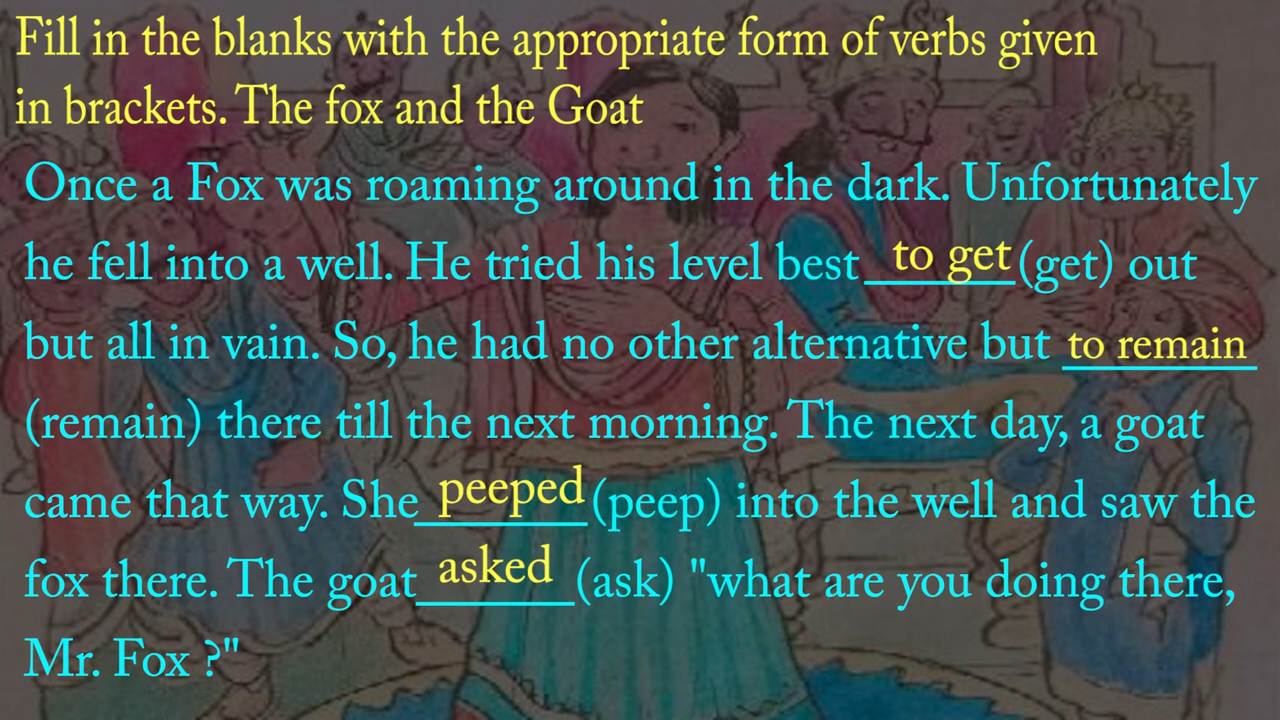 Fill in the blanks with the appropriate form of verbs given
in brackets. The fox and the Goat
Once a Fox was roaming around in the dark. Unfortunately
he fell into a well. He tried his level best to get (get) out
but all in vain. So, he had no other alternative but to remain
(remain) there till the next morning. The next day, a goat
came that way. She peeped (peep) into the well and saw the
fox there. The goat asked (ask) "what are you doing there,
Mr. Fox ?"